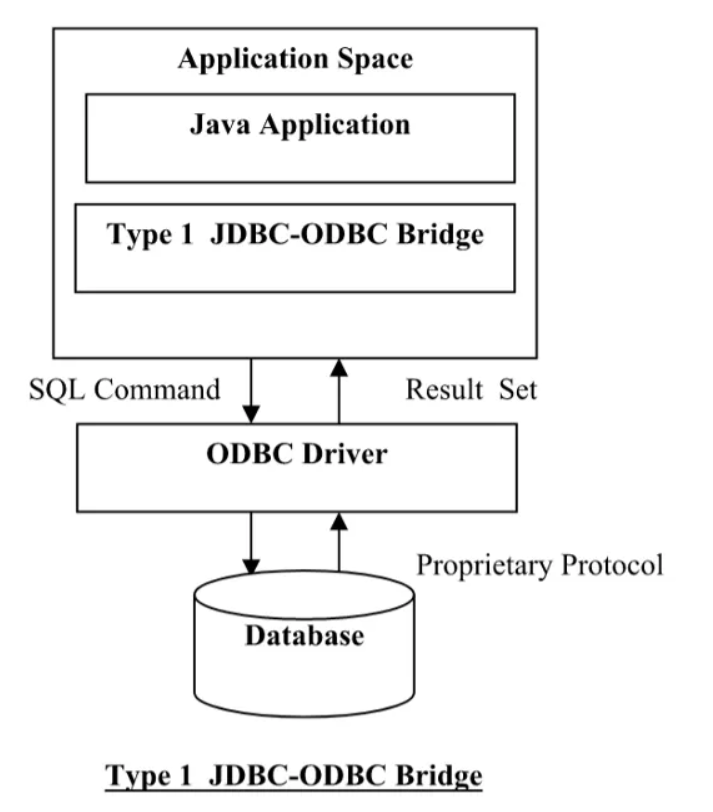 Application Space
Java Application
Type 1 JDBC-ODBC Bridge
SQL Command
Result Set
ODBC Driver
Proprietary Protocol
Database
Type 1 JDBC-ODBC Bridge